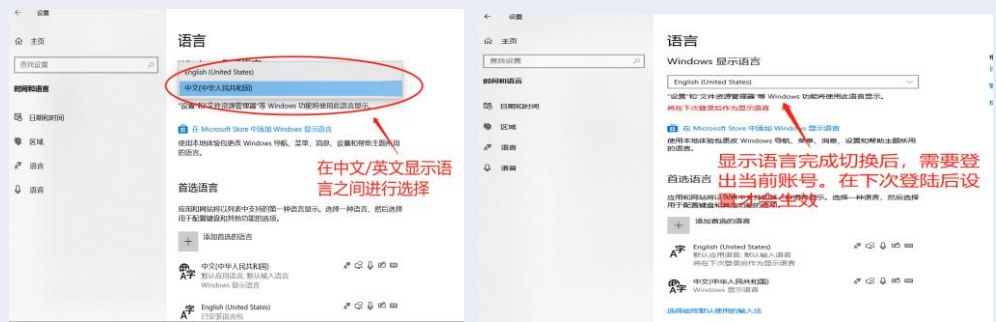 ← 设置
主页
查找设置
时间和语言
日期和时间
区域
语言
语音
语言
English (United States)
中文(中华人民共和国)
"设置"和"文件资源管理器"等 Windows 功能将使用此语言显示。
在 Microsoft Store 中添加 Windows 显示语言
使用本地体验包更改 Windows 导航、菜单、消息、设置和帮助主题所用
的语言。
在中文/英文显示语
言之间进行选择
首选语言
应用和网站将以列表中支持的第一种语言显示。选择一种语言，然后选择
用于配置键盘和其他功能的选项。
添加首选的语言
中文(中华人民共和国)
默认应用语言; 默认输入语言
Windows 显示语言
English (United States)
已安装语言包
← 设置
主页
查找设置
时间和语言
日期和时间
区域
语言
语音
语言
Windows 显示语言
English (United States)
"设置"和"文件资源管理器"等 Windows 功能将使用此语言显示。
将在下次登录后作为显示语言
在 Microsoft Store 中添加 Windows 显示语言
使用本地体验包更改 Windows 导航、菜单、消息、设置和帮助主题所用
的语言。
显示语言完成切换后，需要登
出当前账号。在下次登陆后设
置才会生效
首选语言
应用和网站将以列表中支持的第一种语言显示。选择一种语言，然后选择
用于配置键盘和其他功能的选项。
添加首选的语言
English (United States)
默认应用语言; 默认输入语言
将在下次登录后作为显示语言
中文(中华人民共和国)
Windows 显示语言
选择始终默认使用的输入法